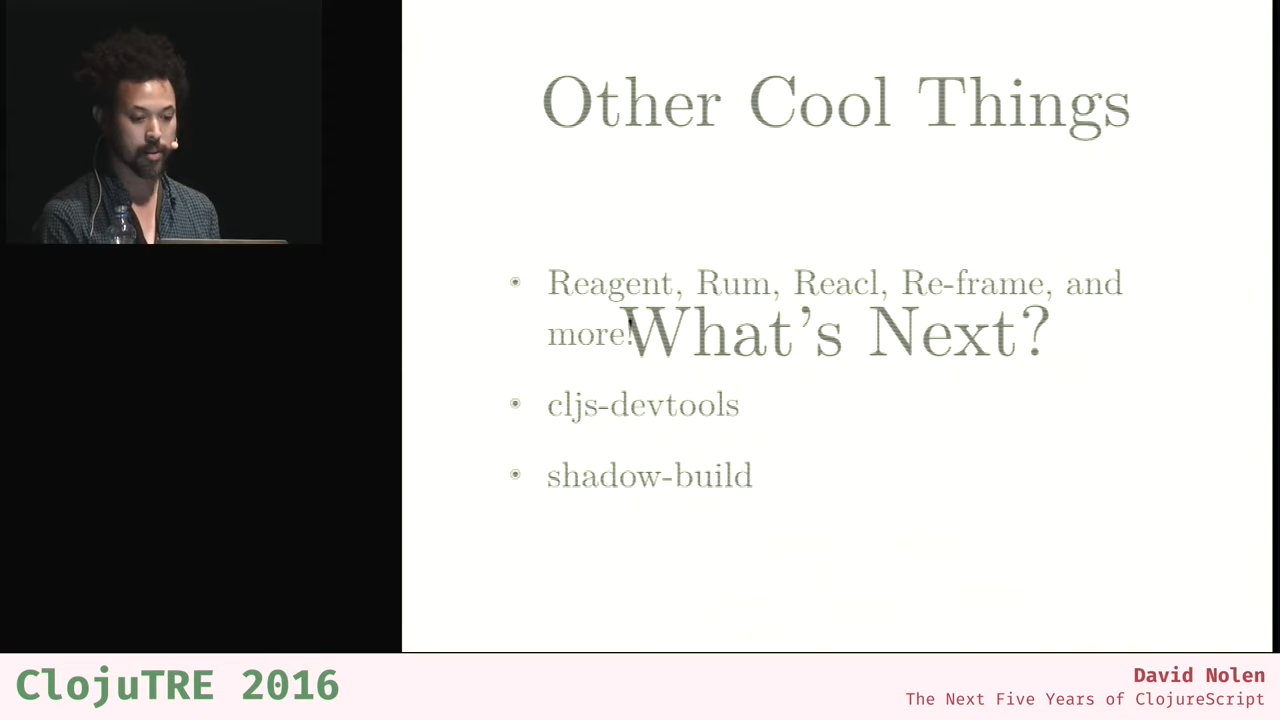 Other Cool Things
Reagent, Rum, Reacl, Re-frame, and
more!
What's Next?
cljs-devtools
shadow-build
ClojuTRE 2016
David Nolen
The Next Five Years of ClojureScript